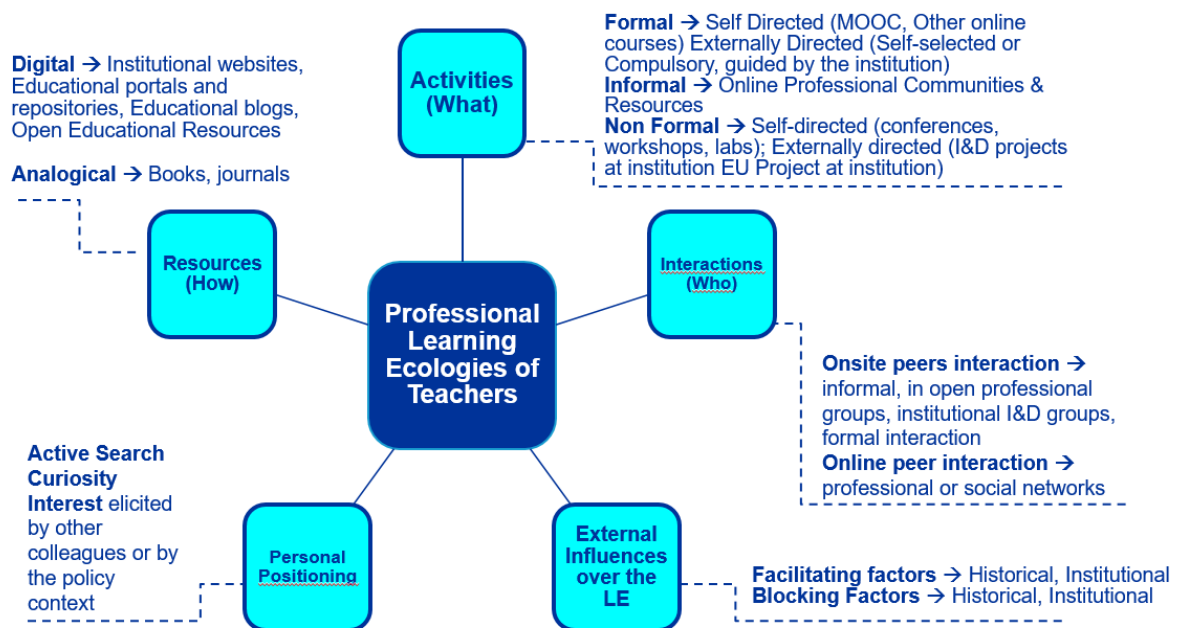 Formal → Self Directed (MOOC, Other online
courses) Externally Directed (Self-selected or
Compulsory, guided by the institution)
Informal → Online Professional Communities &
Resources
Non Formal → Self-directed (conferences,
workshops, labs); Externally directed (I&D projects
at institution EU Project at institution)
Activities
(What)
Digital → Institutional websites,
Educational portals and
repositories, Educational blogs,
Open Educational Resources
Analogical → Books, journals
Resources
(How)
Interactions
(Who)
Professional
Learning
Ecologies of
Teachers
Onsite peers interaction →
informal, in open professional
groups, institutional I&D groups,
formal interaction
Online peer interaction →
professional or social networks
Active Search
Curiosity
Interest elicited
by other
colleagues or by
the policy
context
Personal
Positioning
External
Influences
over the
LE
Facilitating factors → Historical, Institutional
Blocking Factors → Historical, Institutional